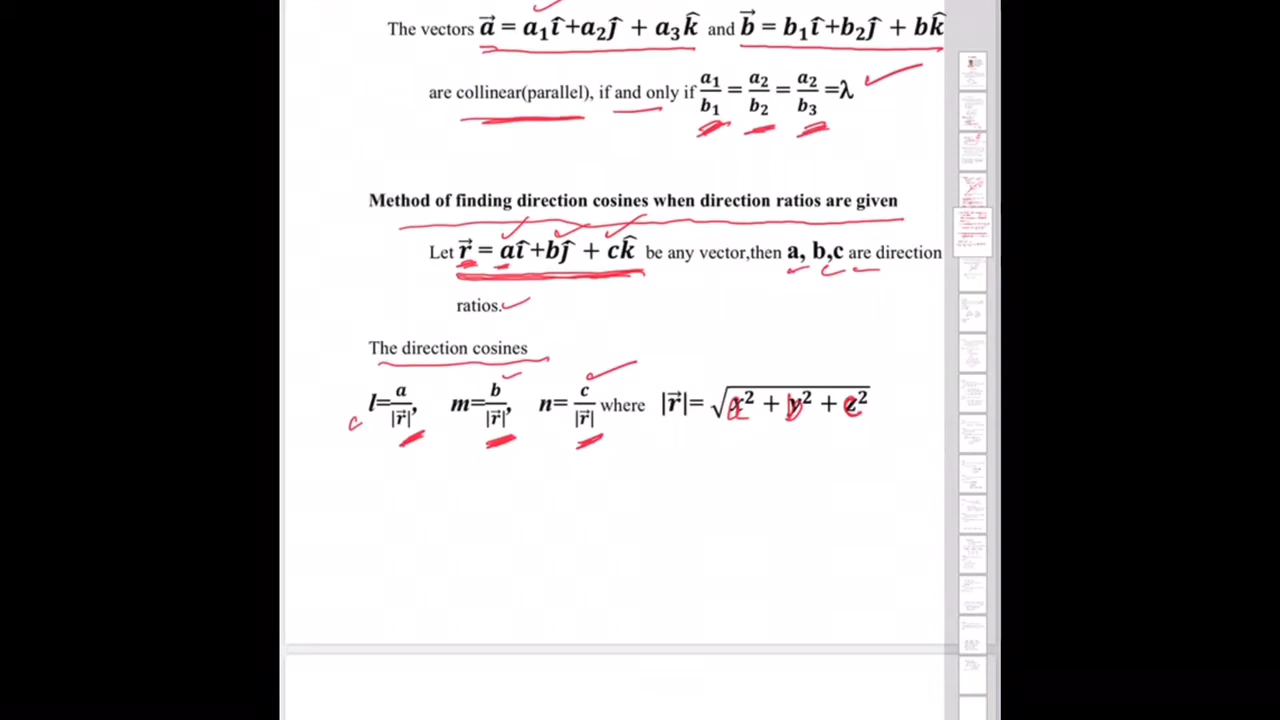 The vectors a⃗ = a₁î+a₂ĵ + a₃k̂ and b⃗ = b₁î+b₂ĵ + bk̂
are collinear(parallel), if and only if a₁/b₁ = a₂/b₂ = a₂/b₃ =λ
Method of finding direction cosines when direction ratios are given
Let r⃗ = aî+bĵ + ck̂ be any vector,then a, b,c are direction
ratios.
The direction cosines
l=a/|r⃗|, m=b/|r⃗|, n= c/|r⃗| where |r⃗|= √(x² + y² + z²)
a b c
c